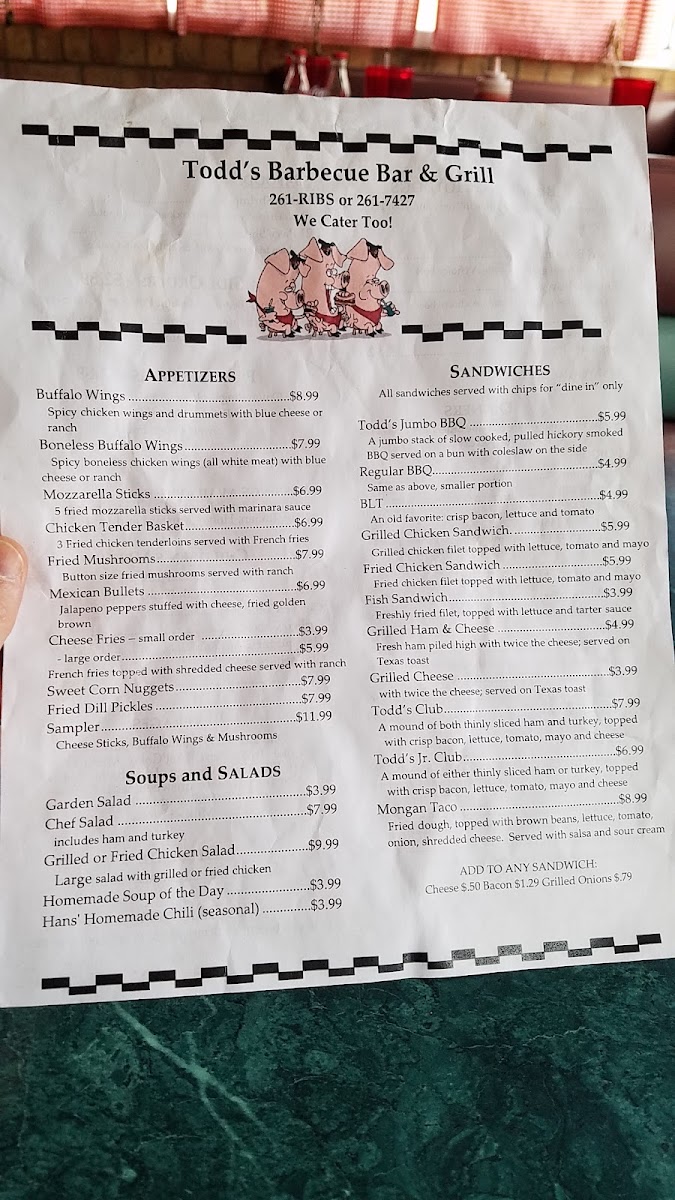 Todd's Barbecue Bar & Grill
261-RIBS or 261-7427
We Cater Too!
APPETIZERS
Buffalo Wings ..............................................$8.99
Spicy chicken wings and drummets with blue cheese or
ranch
Boneless Buffalo Wings...........................$7.99
Spicy boneless chicken wings (all white meat) with blue
cheese or ranch
Mozzarella Sticks ....................................$6.99
5 fried mozzarella sticks served with marinara sauce
Chicken Tender Basket............................$6.99
3 Fried chicken tenderloins served with French fries
Fried Mushrooms....................................$7.99
Button size fried mushrooms served with ranch
Mexican Bullets ......................................$6.99
Jalapeno peppers stuffed with cheese, fried golden
brown
Cheese Fries – small order .........................$3.99
- large order..............................................$5.99
French fries topped with shredded cheese served with ranch
Sweet Corn Nuggets................................$7.99
Fried Dill Pickles .....................................$7.99
Sampler..................................................$11.99
Cheese Sticks, Buffalo Wings & Mushrooms
Soups and SALADS
Garden Salad ...........................................$3.99
Chef Salad ................................................$7.99
includes ham and turkey
Grilled or Fried Chicken Salad...................$9.99
Large salad with grilled or fried chicken
Homemade Soup of the Day .....................$3.99
Hans' Homemade Chili (seasonal) .............$3.99
SANDWICHES
All sandwiches served with chips for "dine in" only
Todd's Jumbo BBQ .................................$5.99
A jumbo stack of slow cooked, pulled hickory smoked
BBQ served on a bun with coleslaw on the side
Regular BBQ...........................................$4.99
Same as above, smaller portion
BLT .......................................................$4.99
An old favorite: crisp bacon, lettuce and tomato
Grilled Chicken Sandwich. .......................$5.99
Grilled chicken filet topped with lettuce, tomato and mayo
Fried Chicken Sandwich ..........................$5.99
Fried chicken filet topped with lettuce, tomato and mayo
Fish Sandwich.........................................$3.99
Freshly fried filet, topped with lettuce and tarter sauce
Grilled Ham & Cheese ............................$4.99
Fresh ham piled high with twice the cheese; served on
Texas toast
Grilled Cheese ........................................$3.99
with twice the cheese; served on Texas toast
Todd's Club............................................$7.99
A mound of both thinly sliced ham and turkey, topped
with crisp bacon, lettuce, tomato, mayo and cheese
Todd's Jr. Club........................................$6.99
A mound of either thinly sliced ham or turkey, topped
with crisp bacon, lettuce, tomato, mayo and cheese
Mongan Taco ..........................................$8.99
Fried dough, topped with brown beans, lettuce, tomato,
onion, shredded cheese. Served with salsa and sour cream
ADD TO ANY SANDWICH:
Cheese $.50 Bacon $1.29 Grilled Onions $.79